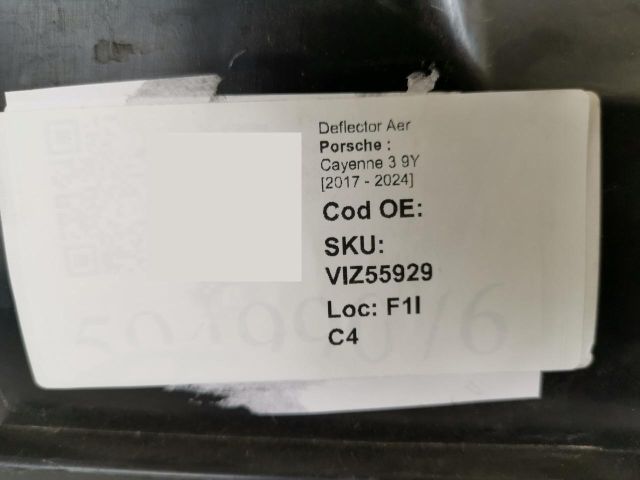 Deflector Aer
Porsche :
Cayenne 3 9Y
[2017 - 2024]
Cod OE:
SKU:
VIZ55929
Loc: F1I
C4